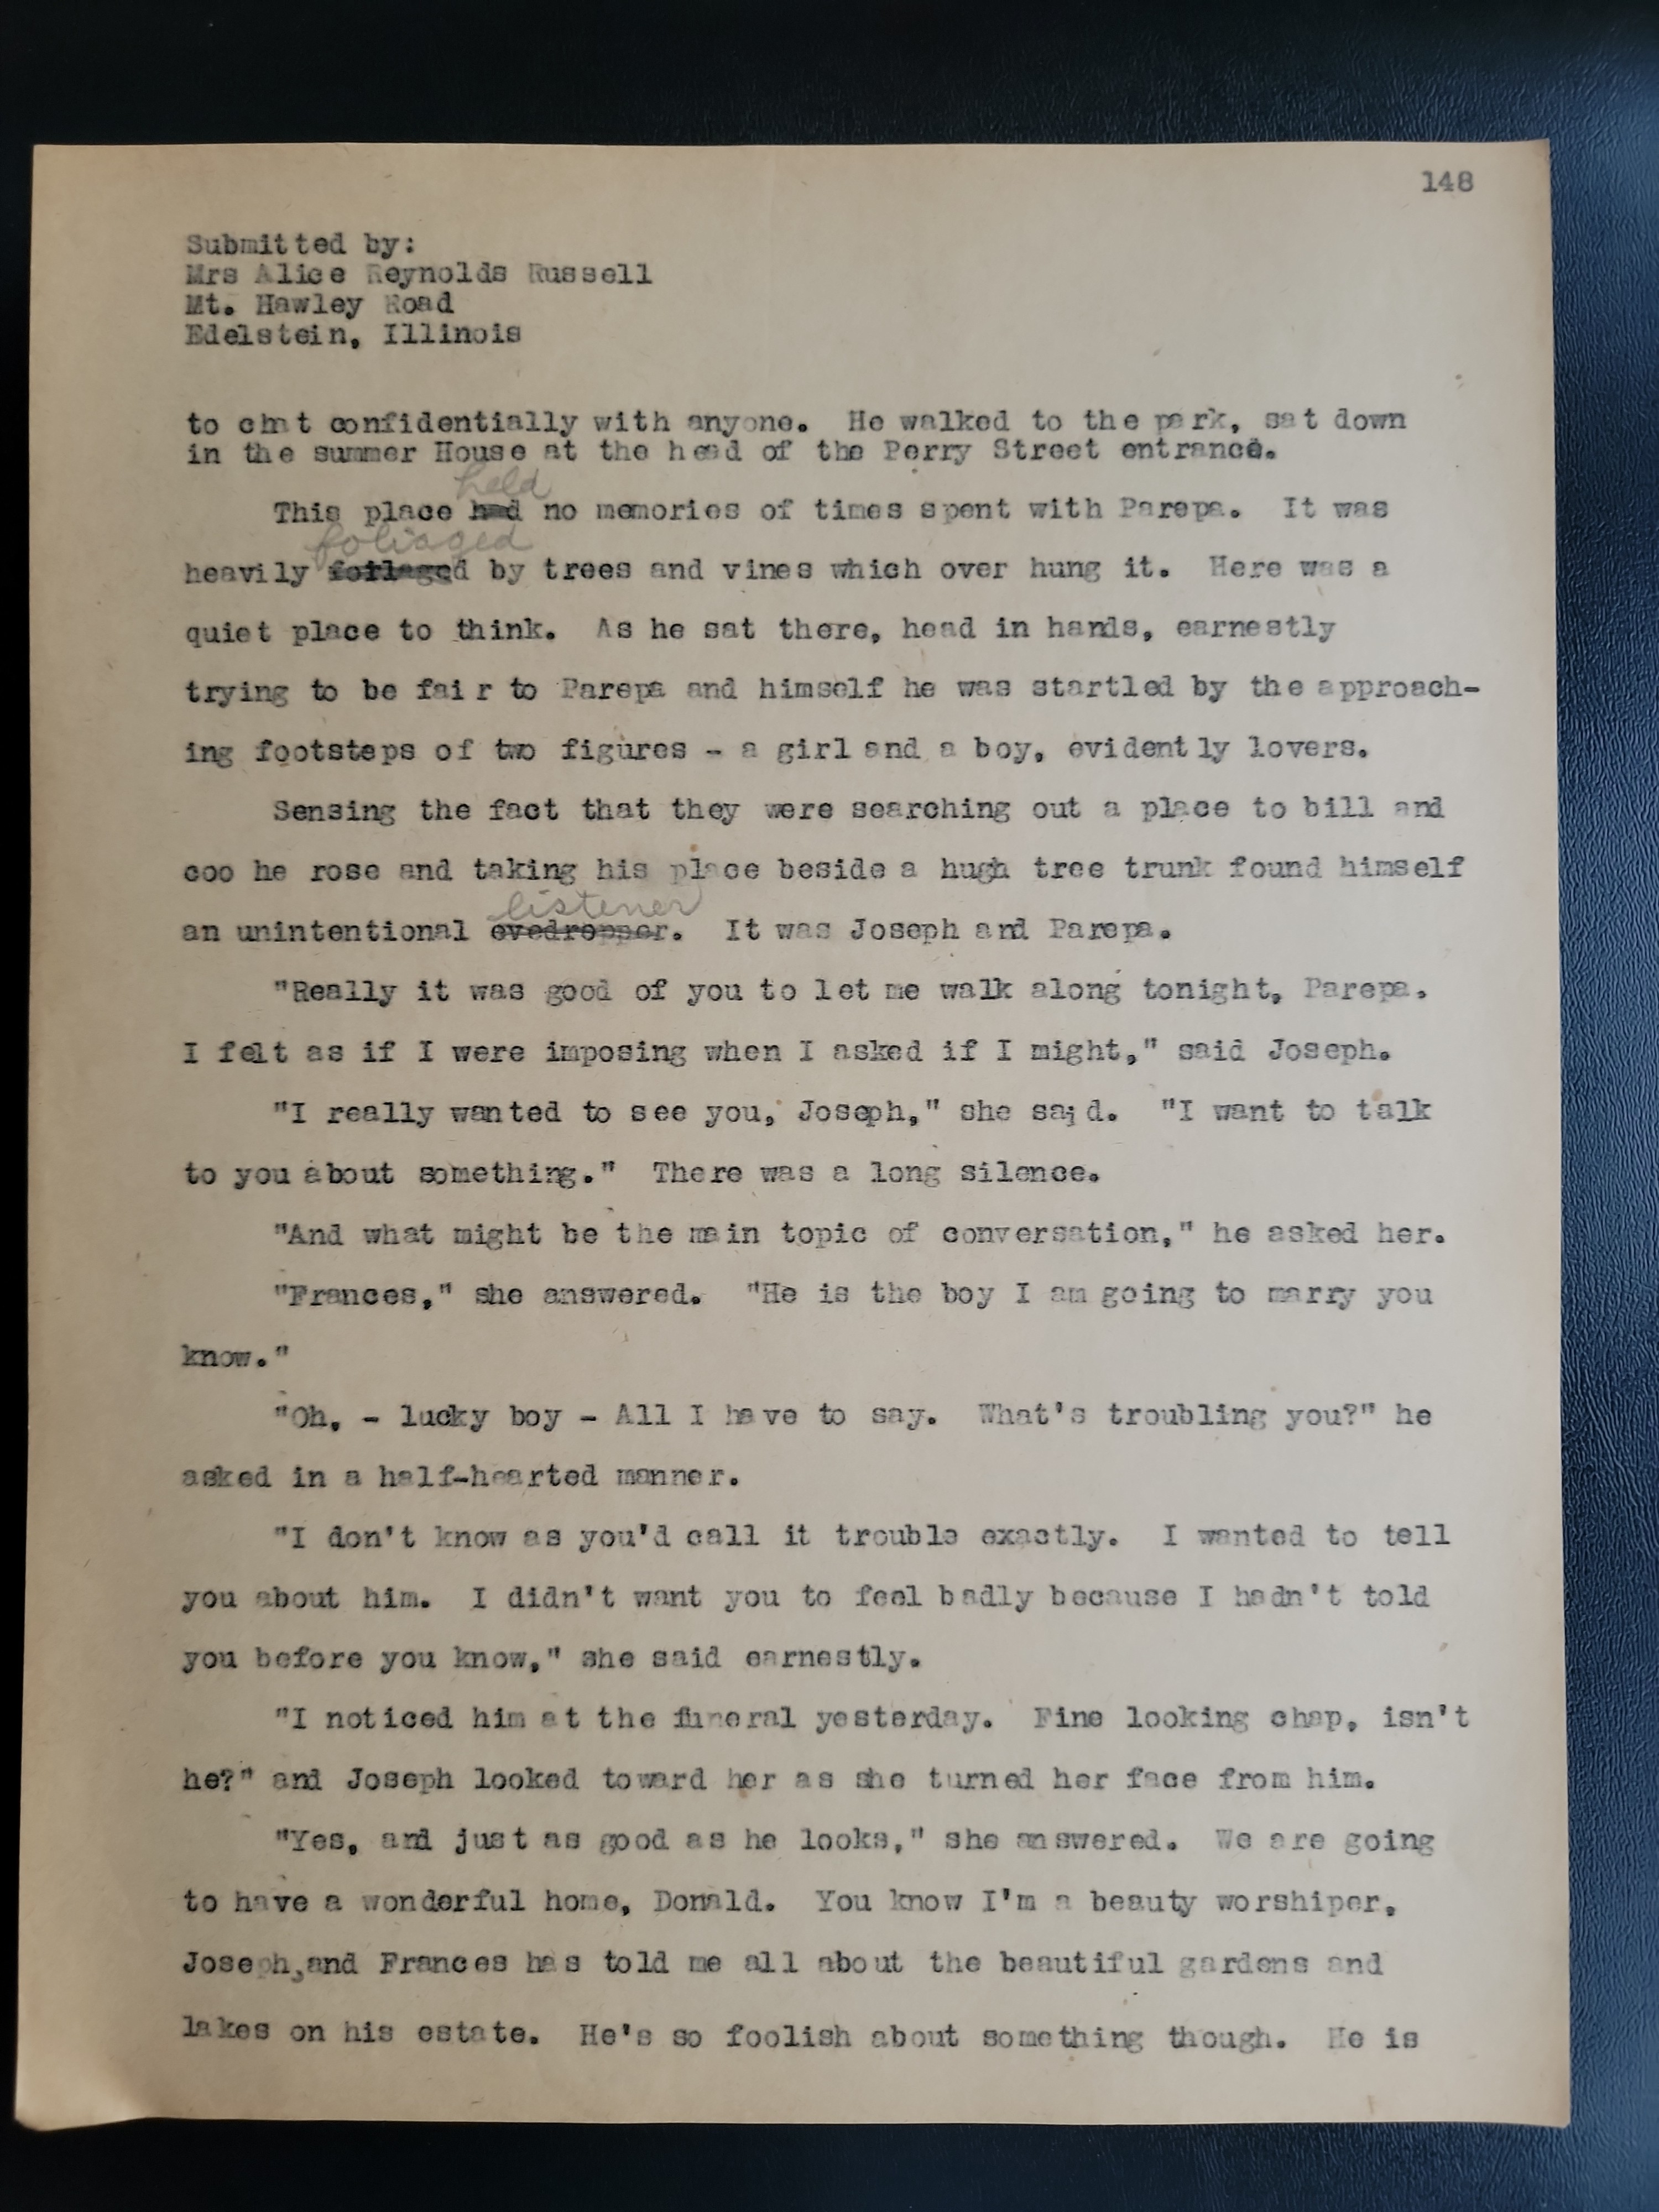 148
Submitted by:
Mrs Alice Reynolds Russell
Mt. Hawley Road
Edelstein, Illinois
to chat confidentially with anyone. He walked to the park, sat down
in the summer House at the head of the Perry Street entrance.
held
This place had no memories of times spent with Parepa. It was
foliaged
heavily foilaged by trees and vines which over hung it. Here was a
quiet place to think. As he sat there, head in hands, earnestly
trying to be fair to Parepa and himself he was startled by the approach-
ing footsteps of two figures - a girl and a boy, evidently lovers.
Sensing the fact that they were searching out a place to bill and
coo he rose and taking his place beside a hugh tree trunk found himself
listener
an unintentional evedropper. It was Joseph and Parepa.
"Really it was good of you to let me walk along tonight, Parepa.
I felt as if I were imposing when I asked if I might," said Joseph.
"I really wanted to see you, Joseph," she said. "I want to talk
to you about something." There was a long silence.
"And what might be the main topic of conversation," he asked her.
"Frances," she answered. "He is the boy I am going to marry you
know."
"Oh, - lucky boy - All I have to say. What's troubling you?" he
asked in a half-hearted manner.
"I don't know as you'd call it trouble exactly. I wanted to tell
you about him. I didn't want you to feel badly because I hadn't told
you before you know," she said earnestly.
"I noticed him at the funeral yesterday. Fine looking chap, isn't
he?" and Joseph looked toward her as she turned her face from him.
"Yes, and just as good as he looks," she answered. We are going
to have a wonderful home, Donald. You know I'm a beauty worshiper,
Joseph,and Frances has told me all about the beautiful gardens and
lakes on his estate. He's so foolish about something though. He is